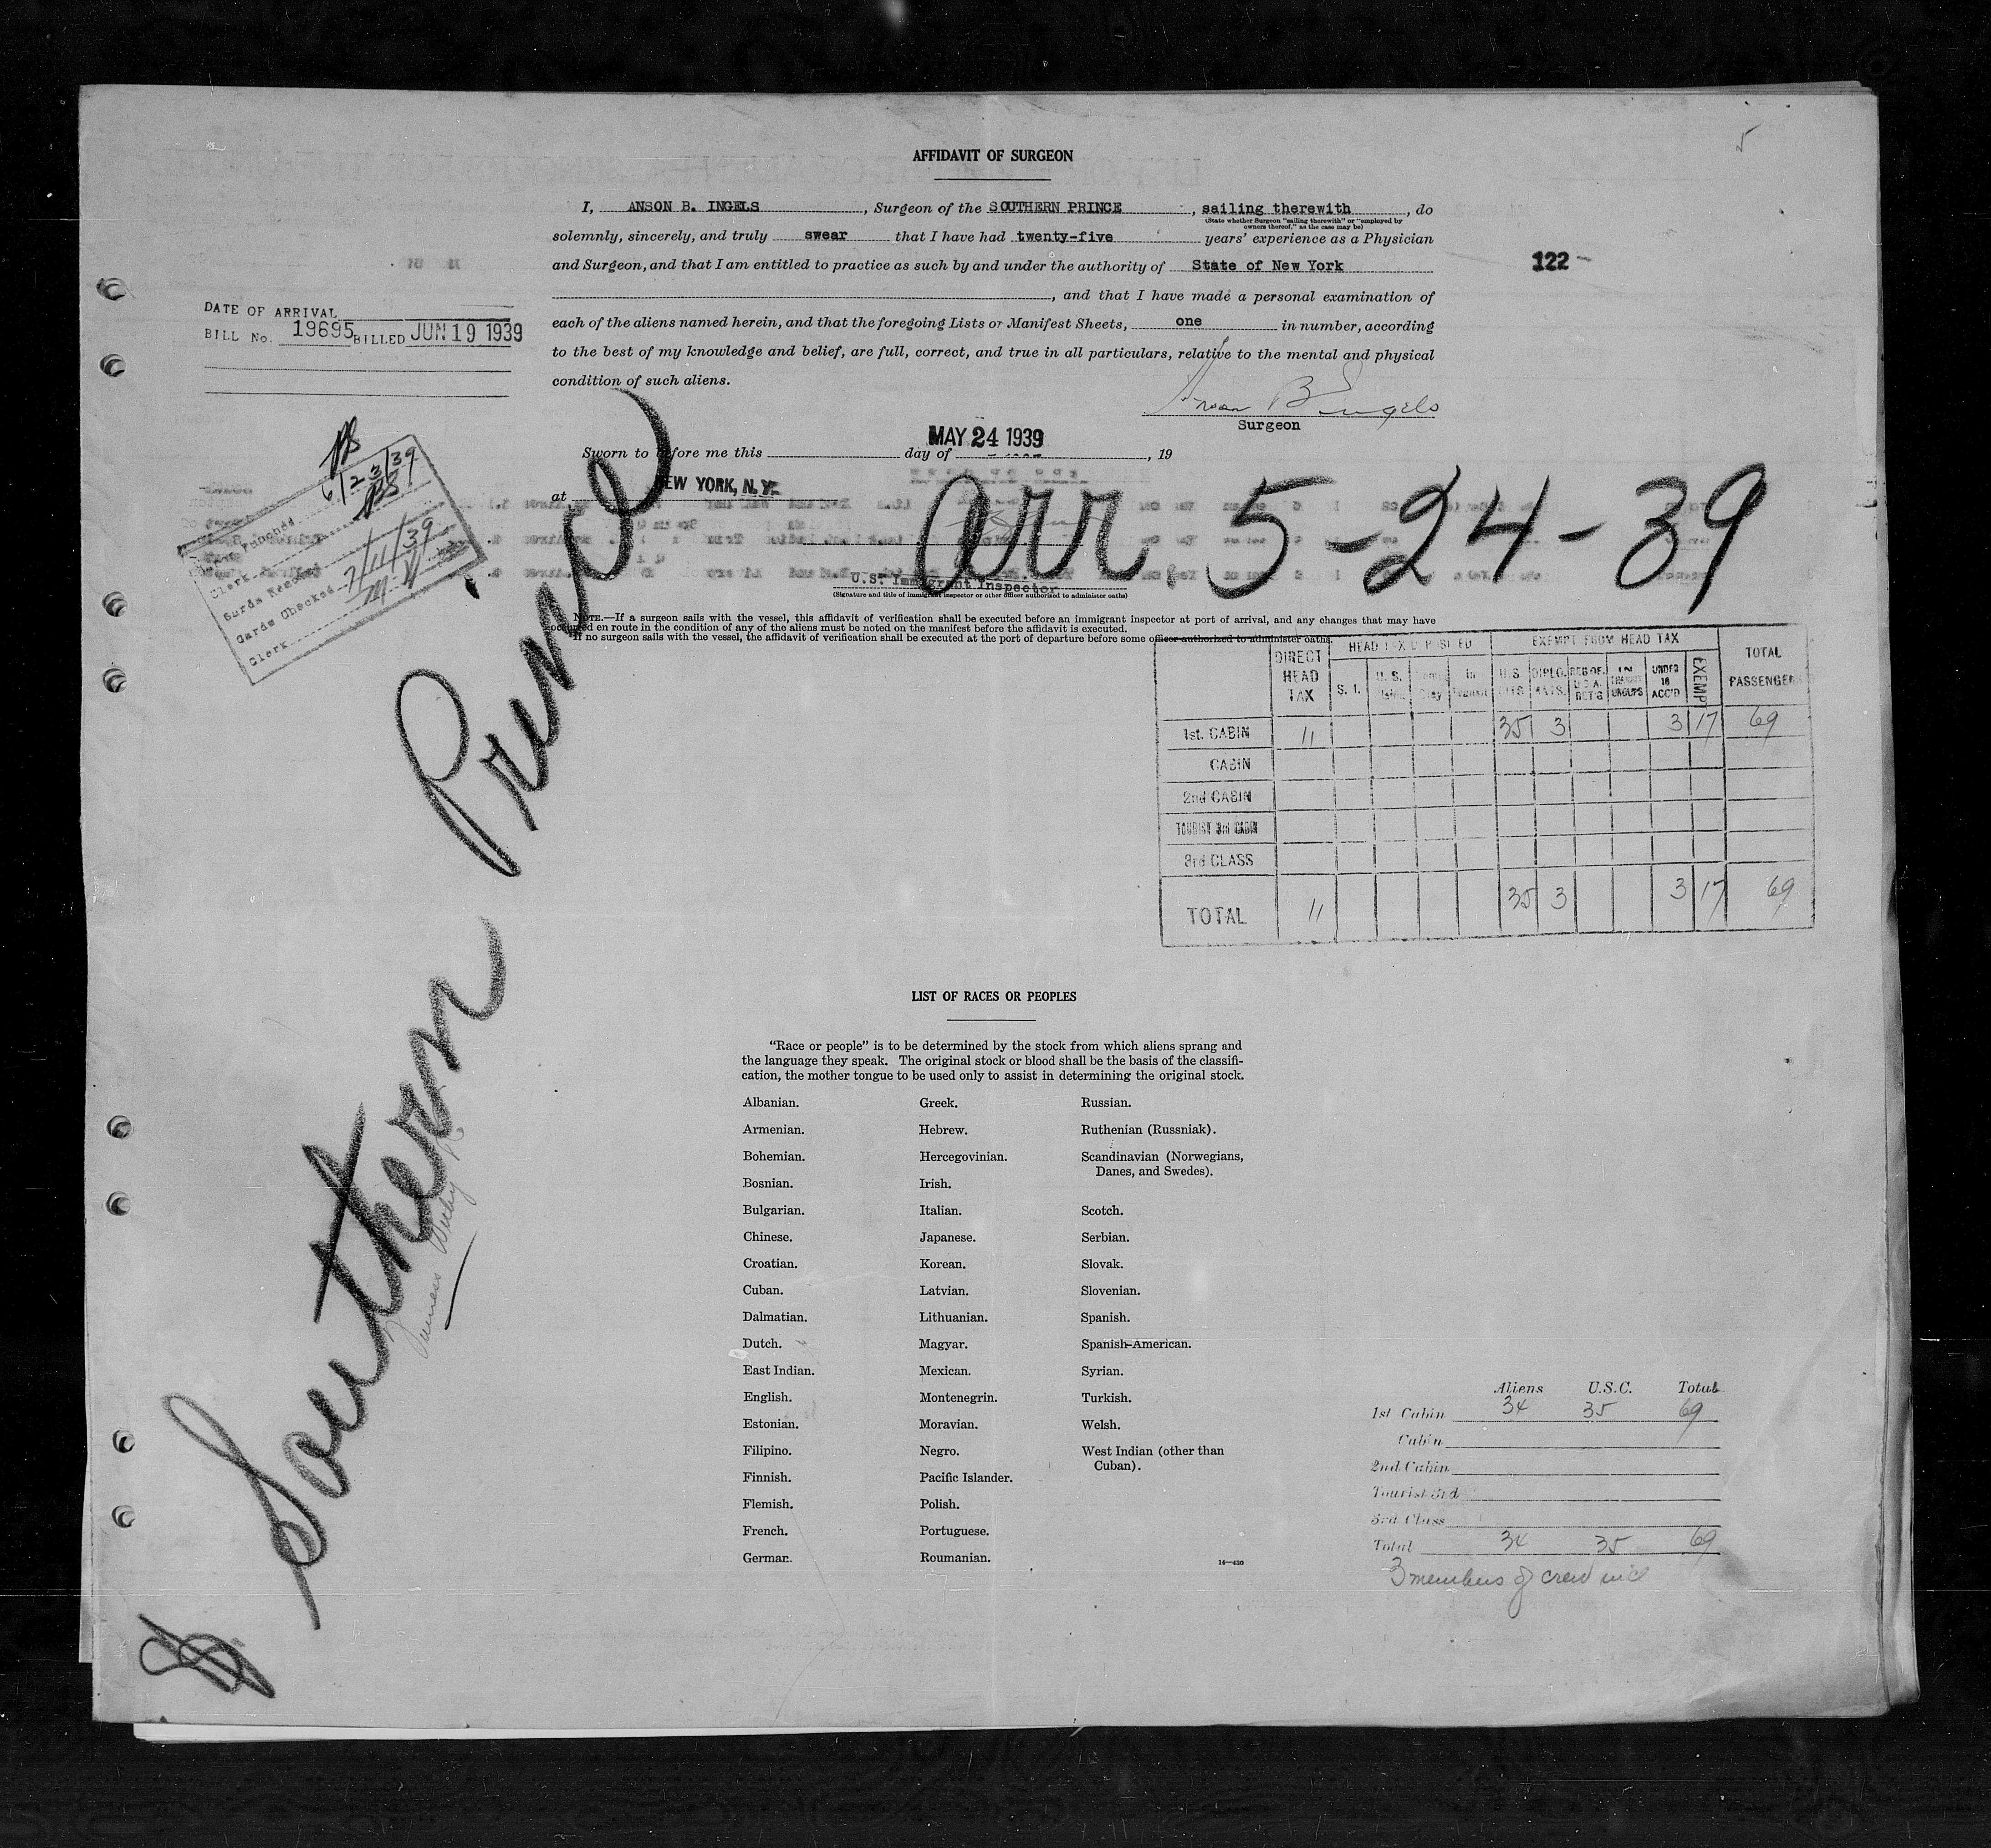 5
AFFIDAVIT OF SURGEON
I, ANSON B. INGELS, Surgeon of the SOUTHERN PRINCE, sailing therewith, do
(State whether Surgeon "sailing therewith" or "employed by
owners thereof," as the case may be)
solemnly, sincerely, and truly swear that I have had twenty-five years' experience as a Physician
and Surgeon, and that I am entitled to practice as such by and under the authority of State of New York
122
, and that I have made a personal examination of
each of the aliens named herein, and that the foregoing Lists or Manifest Sheets, one in number, according
to the best of my knowledge and belief, are full, correct, and true in all particulars, relative to the mental and physical
condition of such aliens.
DATE OF ARRIVAL
BILL No. 19695 BILLED JUN 19 1939
Anson B Ingels
Surgeon
Sworn to before me this day of MAY 24 1939, 19
at NEW YORK, N.Y.
arr. 5-24-39
U.S. Immigrant Inspector
(Signature and title of immigrant inspector or other officer authorized to administer oaths)
6/23/39
Clerk
Cards Checked 7/11/39
Clerk
NOTE.—If a surgeon sails with the vessel, this affidavit of verification shall be executed before an immigrant inspector at port of arrival, and any changes that may have
occurred en route in the condition of any of the aliens must be noted on the manifest before the affidavit is executed.
If no surgeon sails with the vessel, the affidavit of verification shall be executed at the port of departure before some officer authorized to administer oaths.
Southern Prince
DIRECT HEAD TAX
EXEMPT FROM HEAD TAX
TOTAL PASSENGERS
S. I. U. S. In Transit U.S. DIPLO. UNDER 16 ACC'D EXEMPT
1st. CABIN 11 35 3 3 17 69
CABIN
2nd CABIN
TOURIST 3rd CABIN
3rd CLASS
TOTAL 11 35 3 3 17 69
LIST OF RACES OR PEOPLES
"Race or people" is to be determined by the stock from which aliens sprang and
the language they speak. The original stock or blood shall be the basis of the classifi-
cation, the mother tongue to be used only to assist in determining the original stock.
Albanian.
Armenian.
Bohemian.
Bosnian.
Bulgarian.
Chinese.
Croatian.
Cuban.
Dalmatian.
Dutch.
East Indian.
English.
Estonian.
Filipino.
Finnish.
Flemish.
French.
German.
Greek.
Hebrew.
Hercegovinian.
Irish.
Italian.
Japanese.
Korean.
Latvian.
Lithuanian.
Magyar.
Mexican.
Montenegrin.
Moravian.
Negro.
Pacific Islander.
Polish.
Portuguese.
Roumanian.
Russian.
Ruthenian (Russniak).
Scandinavian (Norwegians,
Danes, and Swedes).
Scotch.
Serbian.
Slovak.
Slovenian.
Spanish.
Spanish-American.
Syrian.
Turkish.
Welsh.
West Indian (other than
Cuban).
14—430
Aliens U.S.C. Total
1st Cabin 34 35 69
Cabin
2nd Cabin
Tourist 3rd
3rd Class
Total 34 35 69
3 members of crew incl